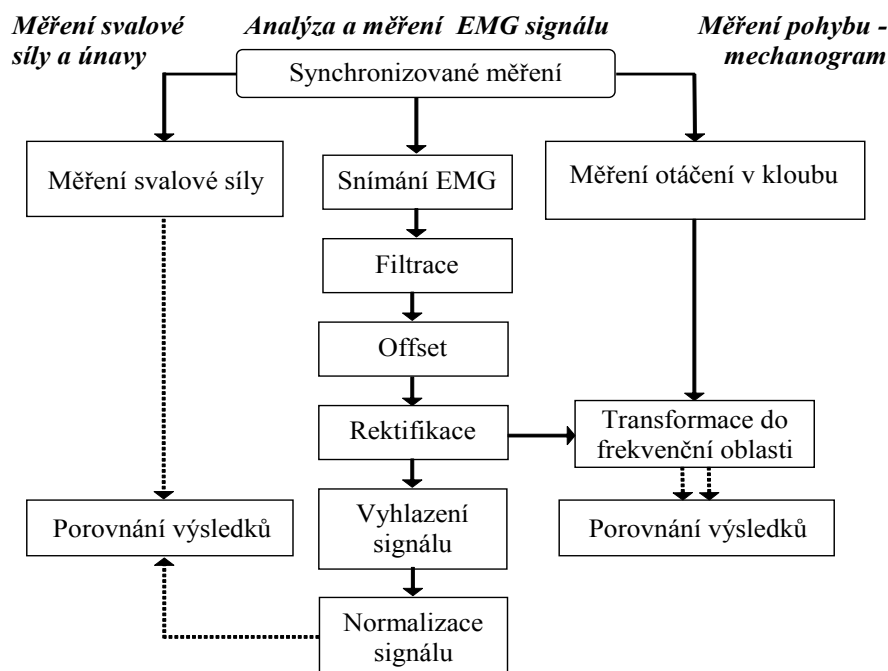 Měření svalové
síly a únavy
Analýza a měření EMG signálu
Měření pohybu -
mechanogram
Synchronizované měření
Měření svalové síly
Snímání EMG
Měření otáčení v kloubu
Filtrace
Offset
Rektifikace
Transformace do
frekvenční oblasti
Porovnání výsledků
Vyhlazení
signálu
Porovnání výsledků
Normalizace
signálu